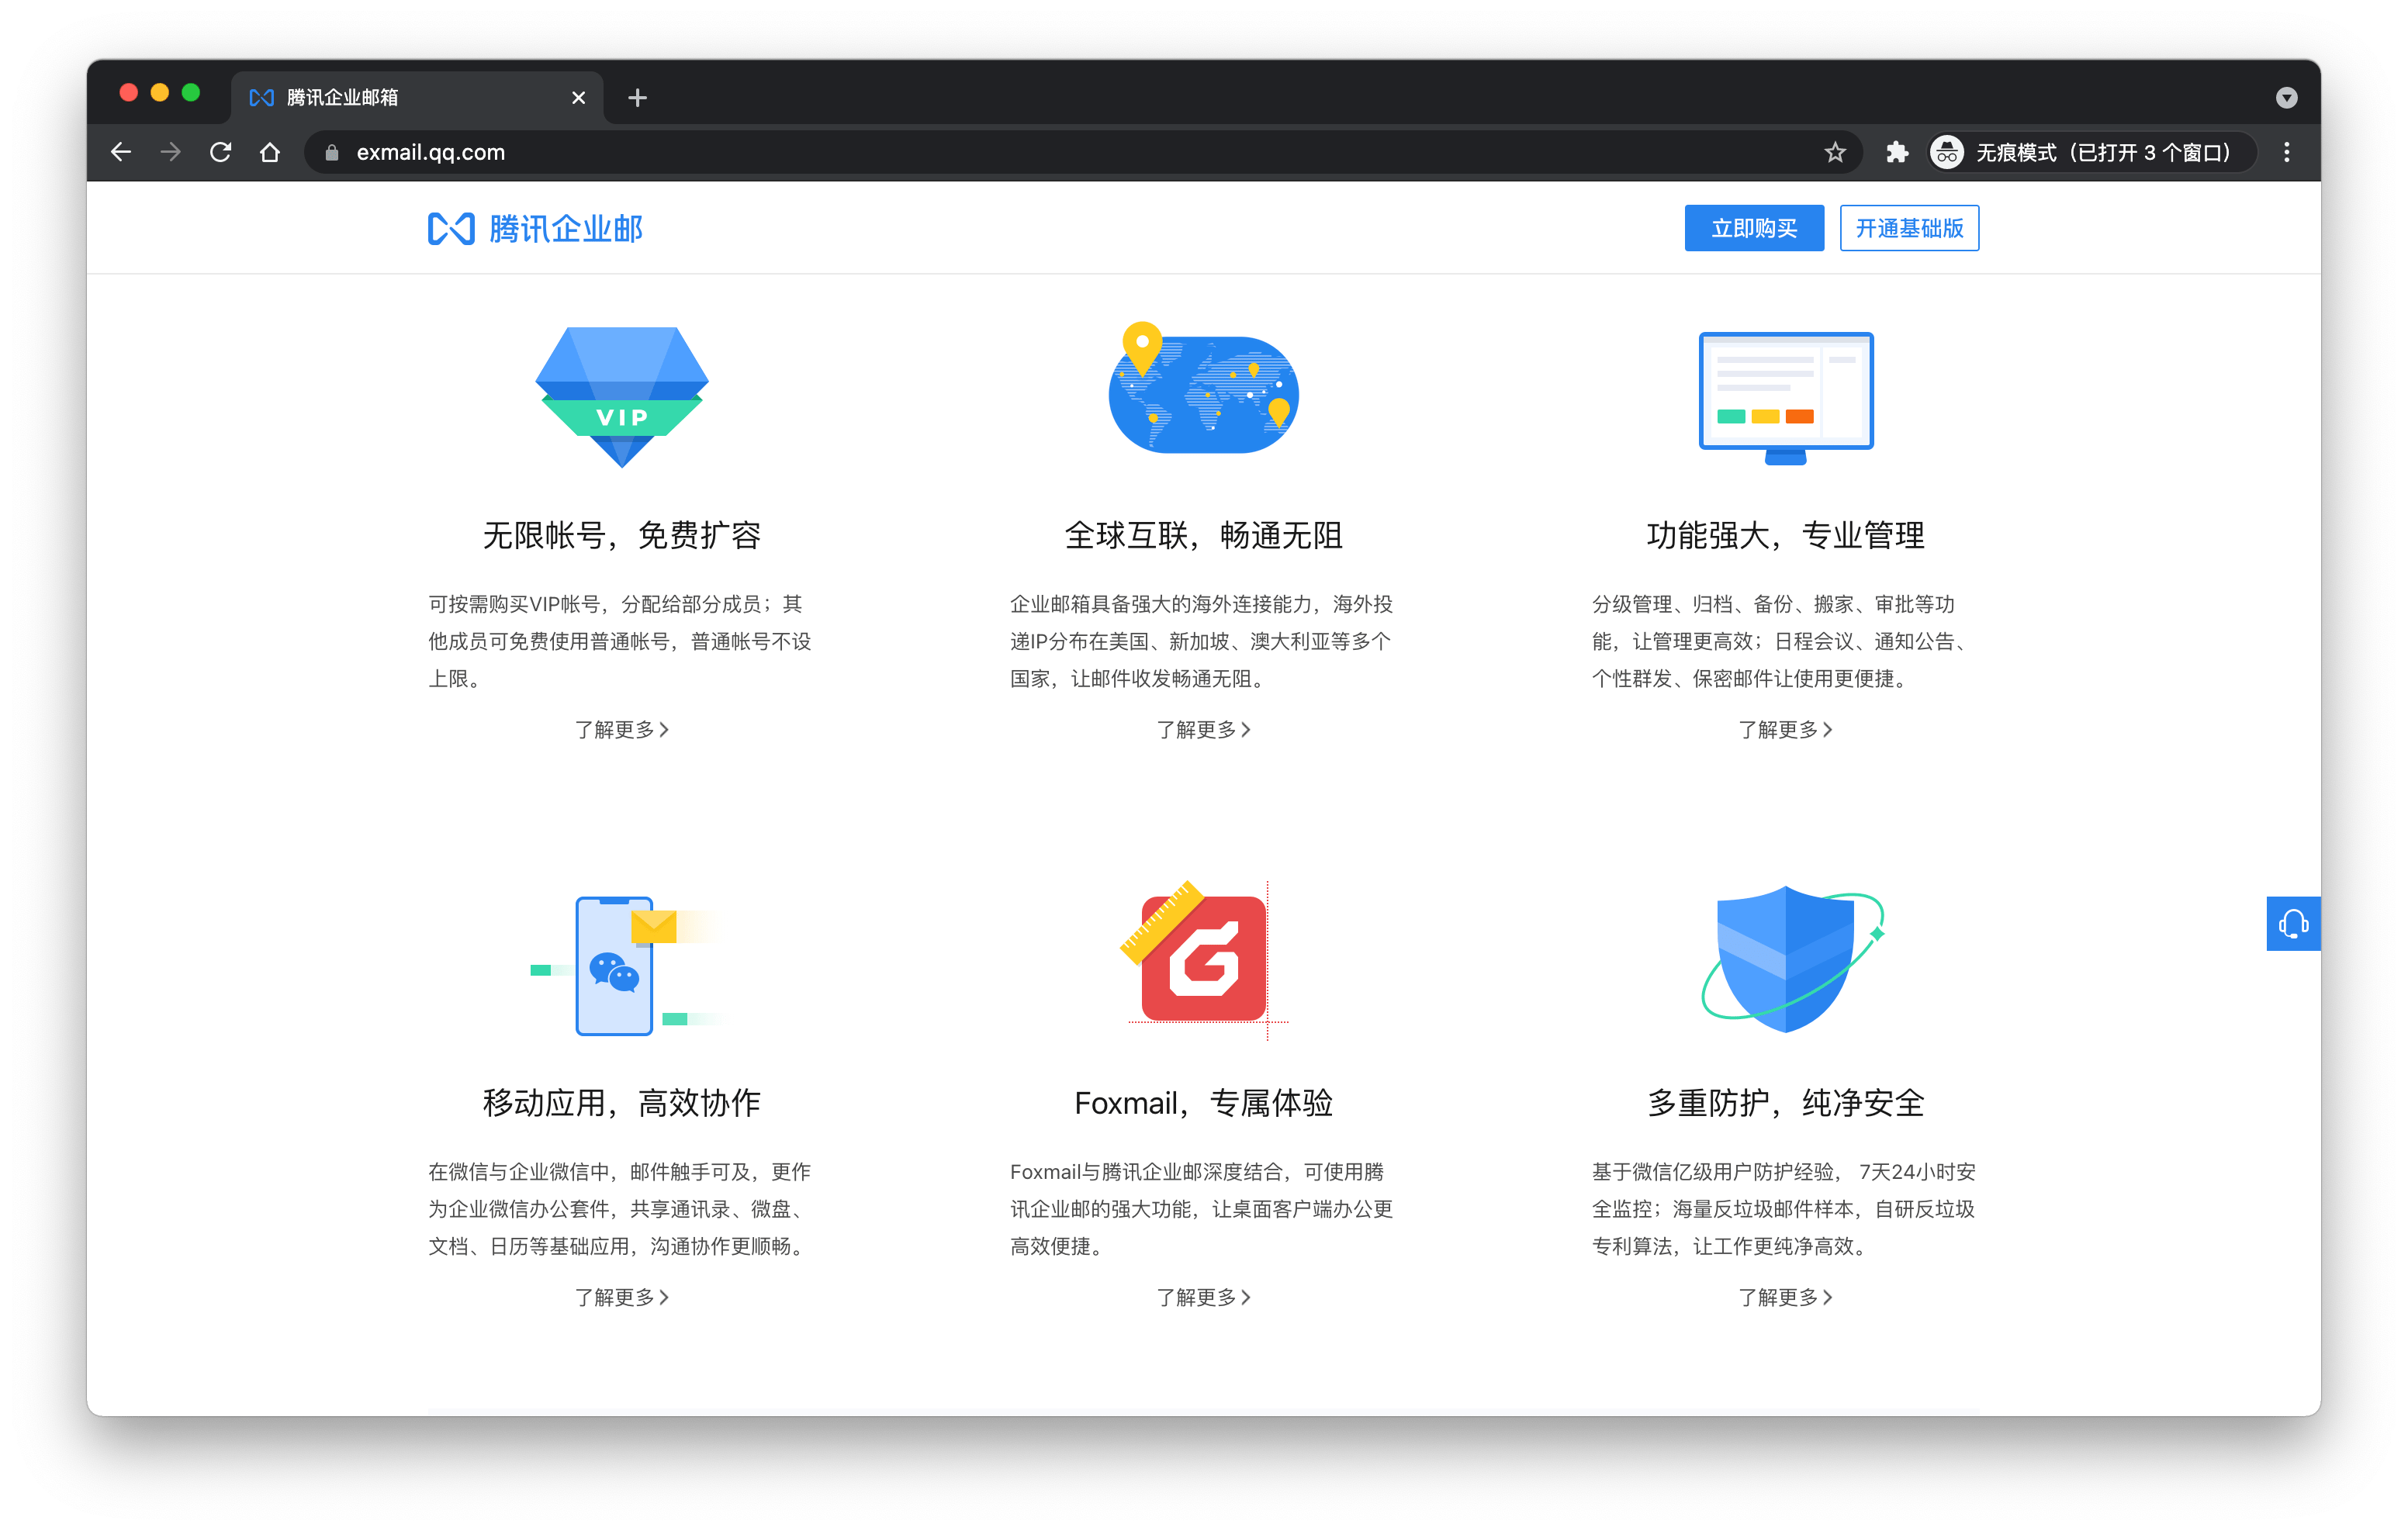 腾讯企业邮箱
exmail.qq.com
无痕模式（已打开 3 个窗口）
腾讯企业邮
立即购买
开通基础版
VIP
无限帐号，免费扩容
可按需购买VIP帐号，分配给部分成员；其
他成员可免费使用普通帐号，普通帐号不设
上限。
了解更多
全球互联，畅通无阻
企业邮箱具备强大的海外连接能力，海外投
递IP分布在美国、新加坡、澳大利亚等多个
国家，让邮件收发畅通无阻。
了解更多
功能强大，专业管理
分级管理、归档、备份、搬家、审批等功
能，让管理更高效；日程会议、通知公告、
个性群发、保密邮件让使用更便捷。
了解更多
移动应用，高效协作
在微信与企业微信中，邮件触手可及，更作
为企业微信办公套件，共享通讯录、微盘、
文档、日历等基础应用，沟通协作更顺畅。
了解更多
Foxmail，专属体验
Foxmail与腾讯企业邮深度结合，可使用腾
讯企业邮的强大功能，让桌面客户端办公更
高效便捷。
了解更多
多重防护，纯净安全
基于微信亿级用户防护经验， 7天24小时安
全监控；海量反垃圾邮件样本，自研反垃圾
专利算法，让工作更纯净高效。
了解更多